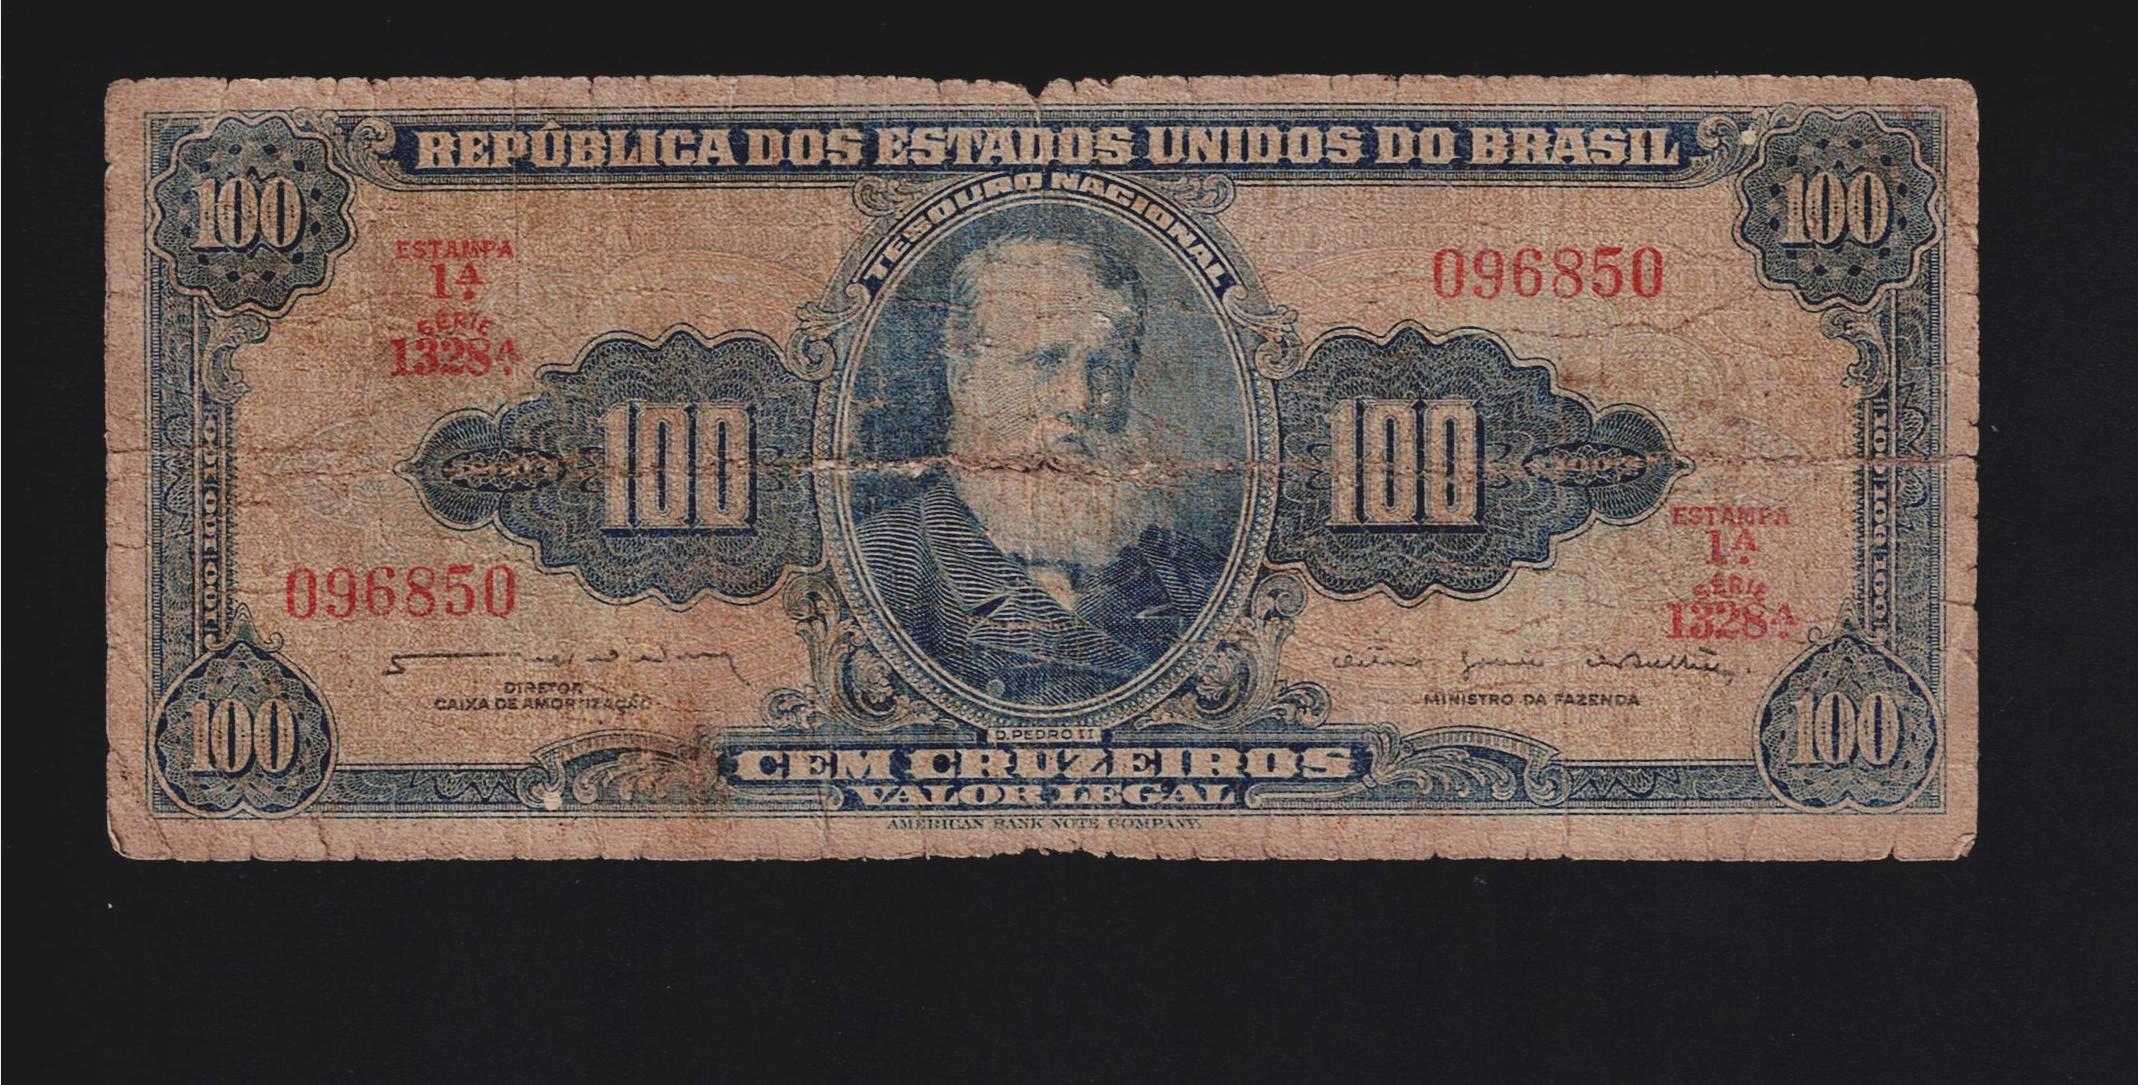 REPÚBLICA DOS ESTADOS UNIDOS DO BRASIL
TESOURO NACIONAL
100
100
ESTAMPA
1A.
SÉRIE
1328A.
096850
100
100
096850
ESTAMPA
1A.
SÉRIE
1328A.
DIRETOR
CAIXA DE AMORTIZAÇÃO
MINISTRO DA FAZENDA
100
100
D. PEDRO II
CEM CRUZEIROS
VALOR LEGAL
AMERICAN BANK NOTE COMPANY.